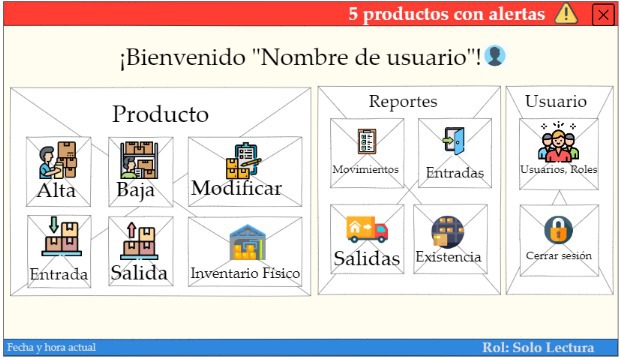 5 productos con alertas
¡Bienvenido "Nombre de usuario"!
Producto
Alta
Baja
Modificar
Entrada
Salida
Inventario Físico
Reportes
Movimientos
Entradas
Salidas
Existencia
Usuario
Usuarios, Roles
Cerrar sesión
Fecha y hora actual
Rol: Solo Lectura